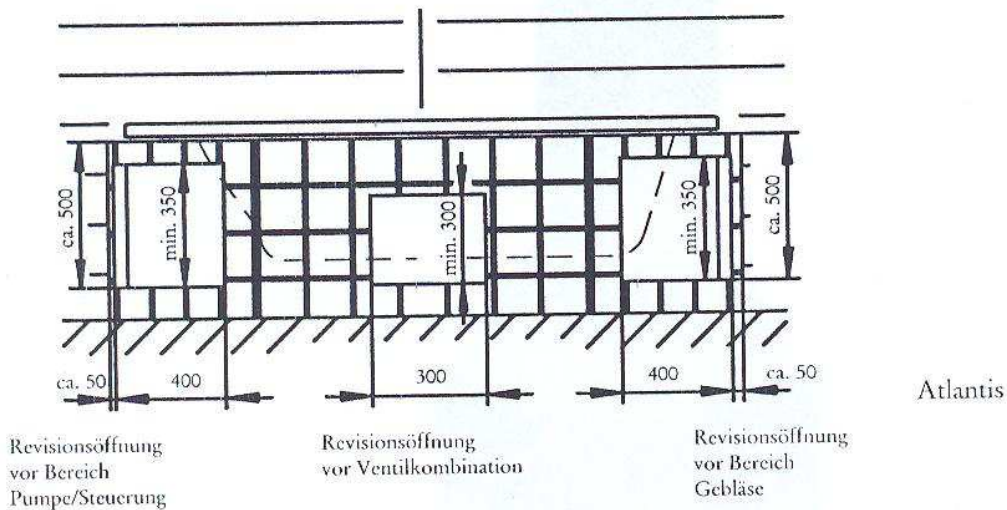 ca. 500
min. 350
min. 300
min. 350
ca. 500
ca. 50
400
300
400
ca. 50
Atlantis
Revisionsöffnung
vor Bereich
Pumpe/Steuerung
Revisionsöffnung
vor Ventilkombination
Revisionsöffnung
vor Bereich
Gebläse